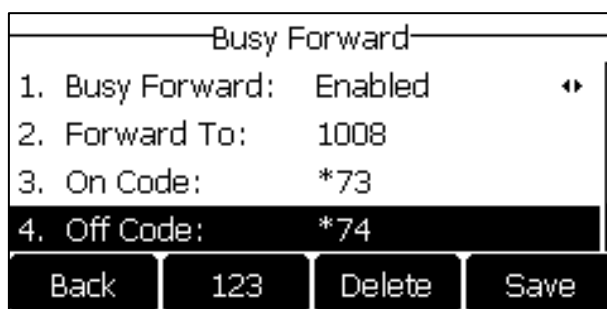 Busy Forward
1. Busy Forward: Enabled
2. Forward To: 1008
3. On Code: *73
4. Off Code: *74
Back 123 Delete Save